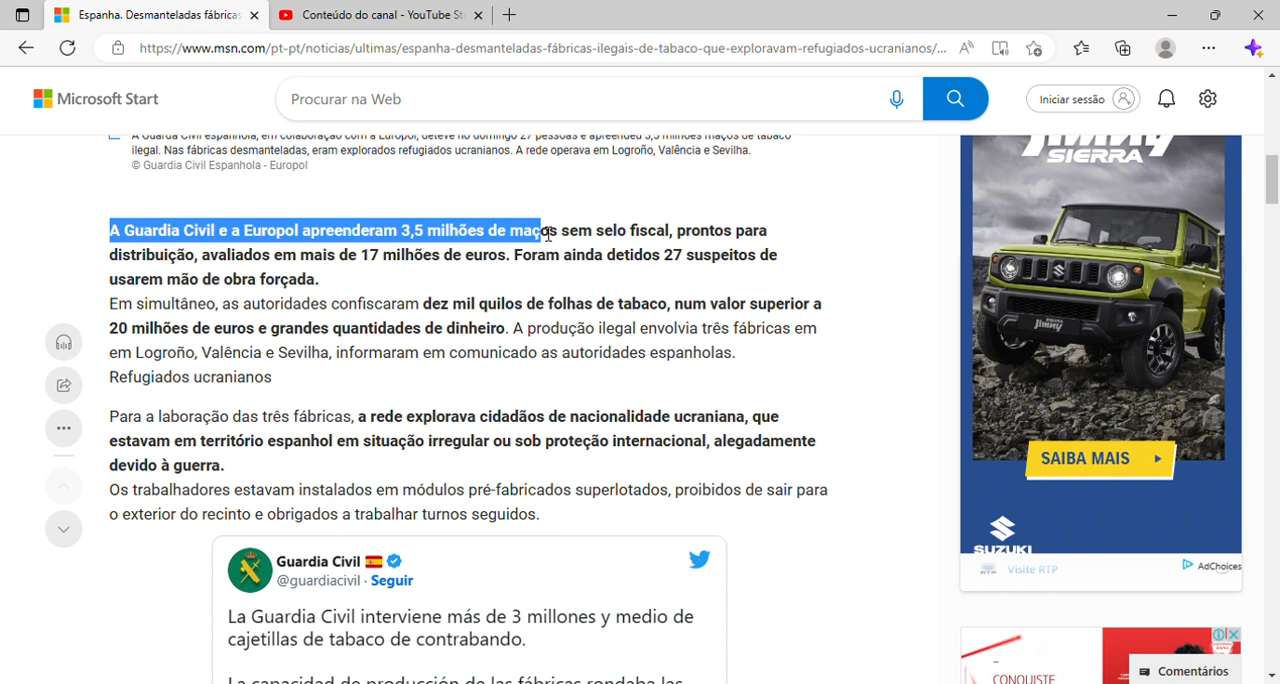 Espanha. Desmanteladas fábricas
Conteúdo do canal - YouTube St
https://www.msn.com/pt-pt/noticias/ultimas/espanha-desmanteladas-fábricas-ilegais-de-tabaco-que-exploravam-refugiados-ucranianos/...
Microsoft Start
Procurar na Web
Iniciar sessão
A Guarda Civil espanhola, em colaboração com a Europol, deteve no domingo 27 pessoas e apreendeu 3,5 milhões maços de tabaco
ilegal. Nas fábricas desmanteladas, eram explorados refugiados ucranianos. A rede operava em Logroño, Valência e Sevilha.
© Guardia Civil Espanhola - Europol
A Guardia Civil e a Europol apreenderam 3,5 milhões de maços sem selo fiscal, prontos para
distribuição, avaliados em mais de 17 milhões de euros. Foram ainda detidos 27 suspeitos de
usarem mão de obra forçada.
Em simultâneo, as autoridades confiscaram dez mil quilos de folhas de tabaco, num valor superior a
20 milhões de euros e grandes quantidades de dinheiro. A produção ilegal envolvia três fábricas em
em Logroño, Valência e Sevilha, informaram em comunicado as autoridades espanholas.
Refugiados ucranianos
Para a laboração das três fábricas, a rede explorava cidadãos de nacionalidade ucraniana, que
estavam em território espanhol em situação irregular ou sob proteção internacional, alegadamente
devido à guerra.
Os trabalhadores estavam instalados em módulos pré-fabricados superlotados, proibidos de sair para
o exterior do recinto e obrigados a trabalhar turnos seguidos.
Guardia Civil
@guardiacivil · Seguir
La Guardia Civil interviene más de 3 millones y medio de
cajetillas de tabaco de contrabando.
La capacidad de producción de las fábricas rondaba las
Jimny
SIERRA
JIMNY
SAIBA MAIS
SUZUKI
RTP
Visite RTP
AdChoices
CONQUISTE
Comentários